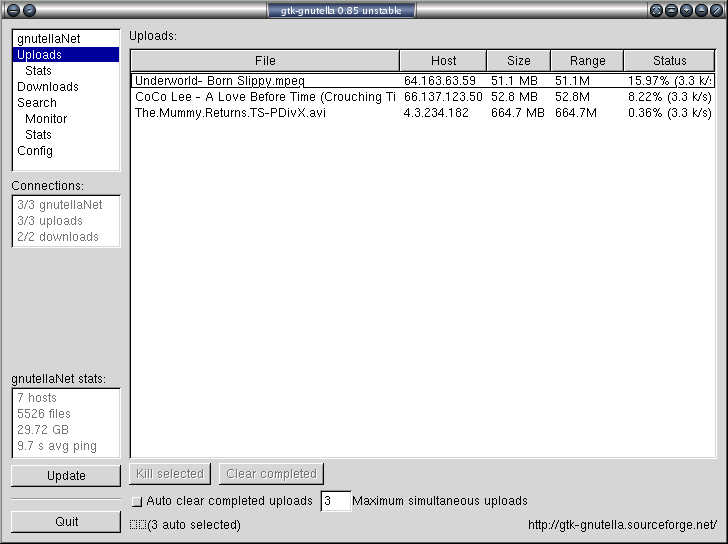 gtk-gnutella 0.85 unstable
gnutellaNet
Uploads
Stats
Downloads
Search
Monitor
Stats
Config
Connections:
3/3 gnutellaNet
3/3 uploads
2/2 downloads
gnutellaNet stats:
7 hosts
5526 files
29.72 GB
9.7 s avg ping
Update
Quit
Uploads:
File Host Size Range Status
Underworld- Born Slippy.mpeg 64.163.63.59 51.1 MB 51.1M 15.97% (3.3 k/s
CoCo Lee - A Love Before Time (Crouching Ti 66.137.123.50 52.8 MB 52.8M 8.22% (3.3 k/s)
The.Mummy.Returns.TS-PDivX.avi 4.3.234.182 664.7 MB 664.7M 0.36% (3.3 k/s)
Kill selected Clear completed
Auto clear completed uploads 3 Maximum simultaneous uploads
(3 auto selected) http://gtk-gnutella.sourceforge.net/